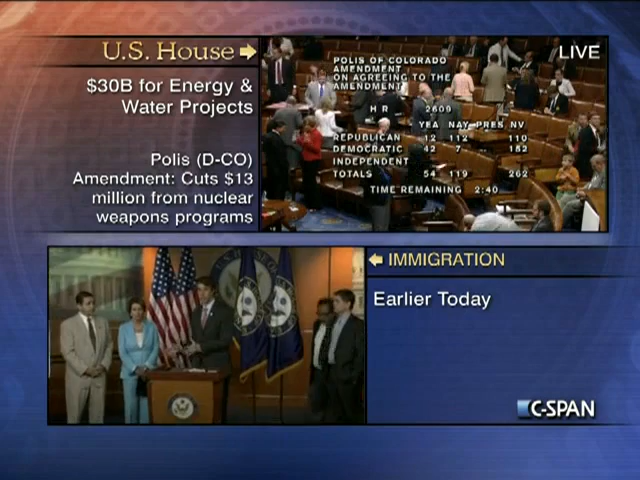 U.S. House
$30B for Energy &
Water Projects
Polis (D-CO)
Amendment: Cuts $13
million from nuclear
weapons programs
LIVE
POLIS OF COLORADO
AMENDMENT
ON AGREEING TO THE
AMENDMENT
H R 2609
YEA NAY PRES NV
REPUBLICAN 12 112 110
DEMOCRATIC 42 7 152
INDEPENDENT
TOTALS 54 119 262
TIME REMAINING 2:40
IMMIGRATION
Earlier Today
C-SPAN